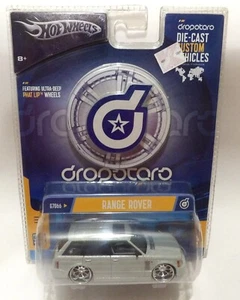 Hot Wheels
dropstars
DIE-CAST
CUSTOM
VEHICLES
8+
FEATURING ULTRA-DEEP
PHAT LIP WHEELS
dropstars
RANGE ROVER